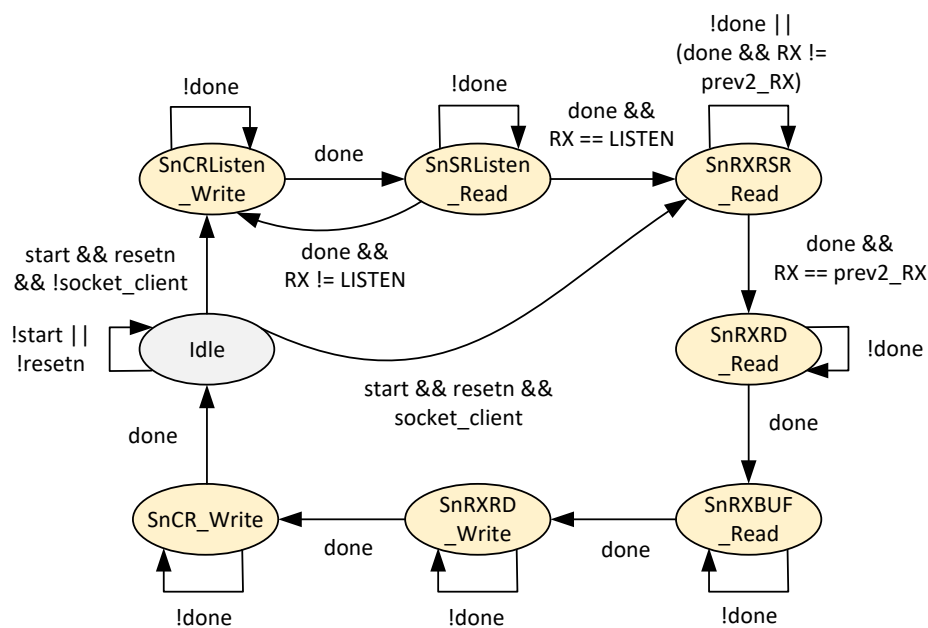 !done ||
(done && RX !=
prev2_RX)
!done
!done
done &&
RX == LISTEN
SnCRListen
_Write
done
SnSRListen
_Read
SnRXRSR
_Read
start && resetn
&& !socket_client
done &&
RX != LISTEN
done &&
RX == prev2_RX
!start ||
!resetn
Idle
SnRXRD
_Read
!done
start && resetn &&
socket_client
done
done
SnCR_Write
done
SnRXRD
_Write
done
SnRXBUF
_Read
!done
!done
!done